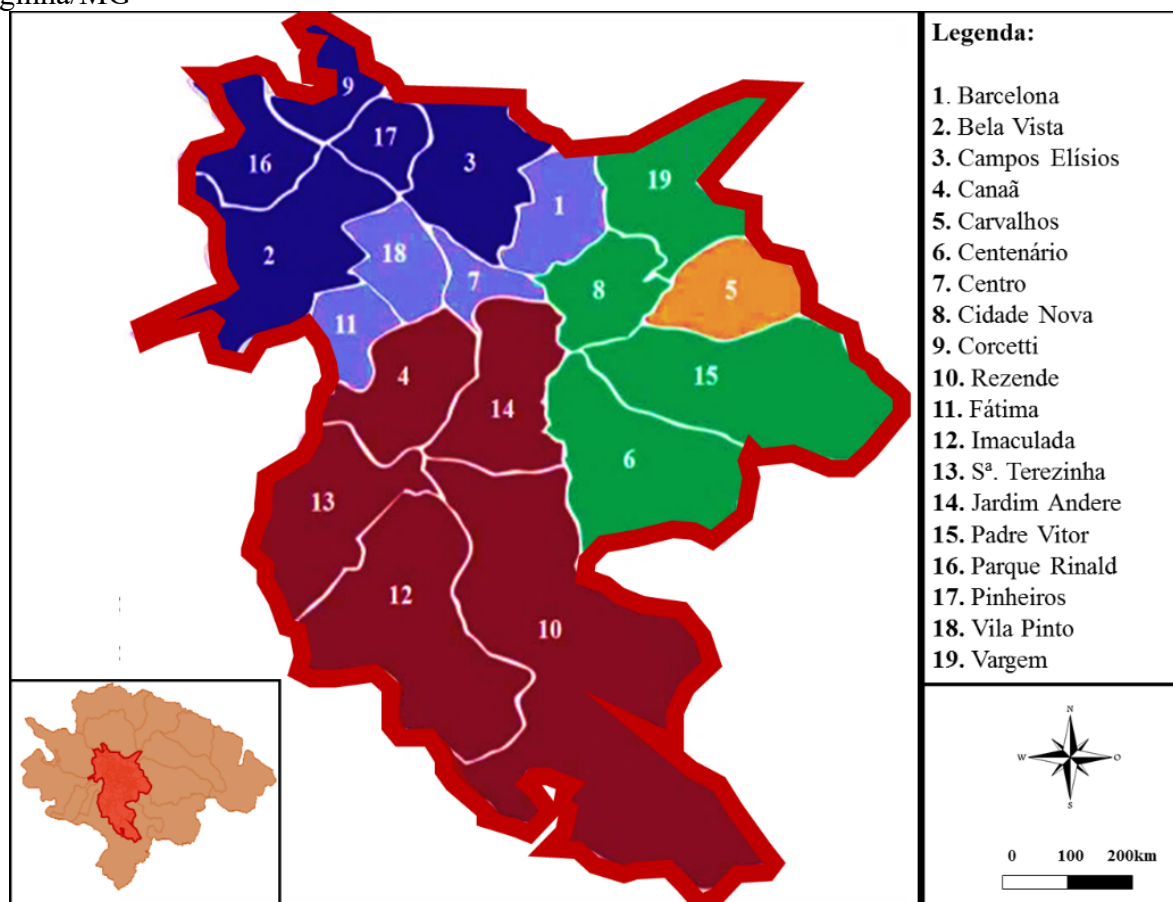 ginha/MG
9
17
16
3
19
1
2
18
7
8
5
11
4
15
14
6
13
12
10
Legenda:
1. Barcelona
2. Bela Vista
3. Campos Elísios
4. Canaã
5. Carvalhos
6. Centenário
7. Centro
8. Cidade Nova
9. Corcetti
10. Rezende
11. Fátima
12. Imaculada
13. Sª. Terezinha
14. Jardim Andere
15. Padre Vitor
16. Parque Rinald
17. Pinheiros
18. Vila Pinto
19. Vargem
N
W O
S
0 100 200km